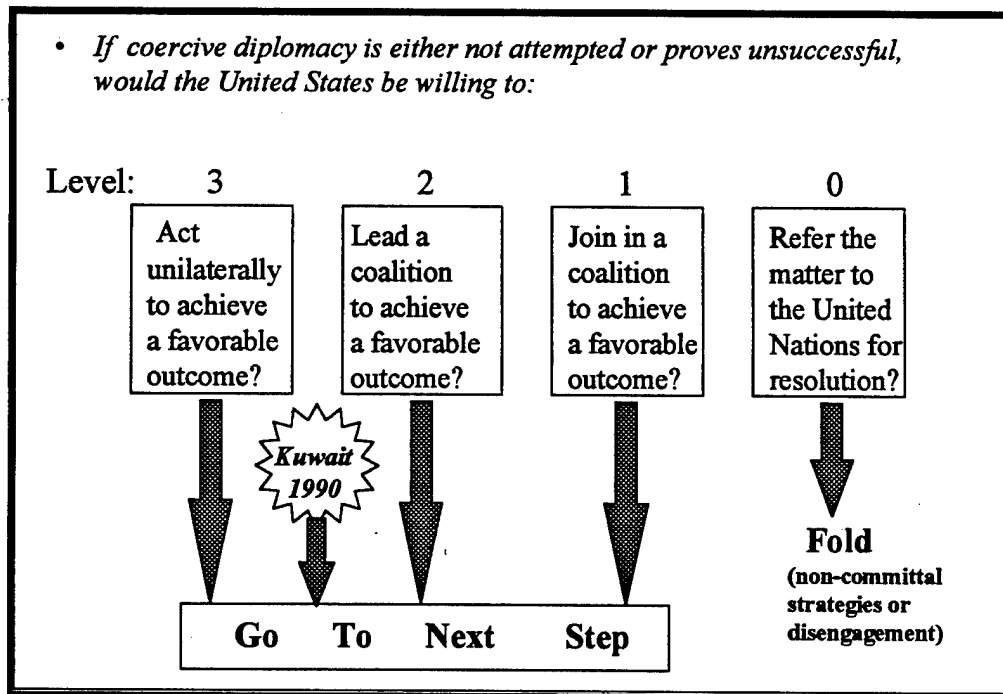 • If coercive diplomacy is either not attempted or proves unsuccessful,
would the United States be willing to:
Level: 3 2 1 0
Act
unilaterally
to achieve
a favorable
outcome?
Lead a
coalition
to achieve
a favorable
outcome?
Join in a
coalition
to achieve
a favorable
outcome?
Refer the
matter to
the United
Nations for
resolution?
Kuwait
1990
Fold
(non-committal
strategies or
disengagement)
Go To Next Step